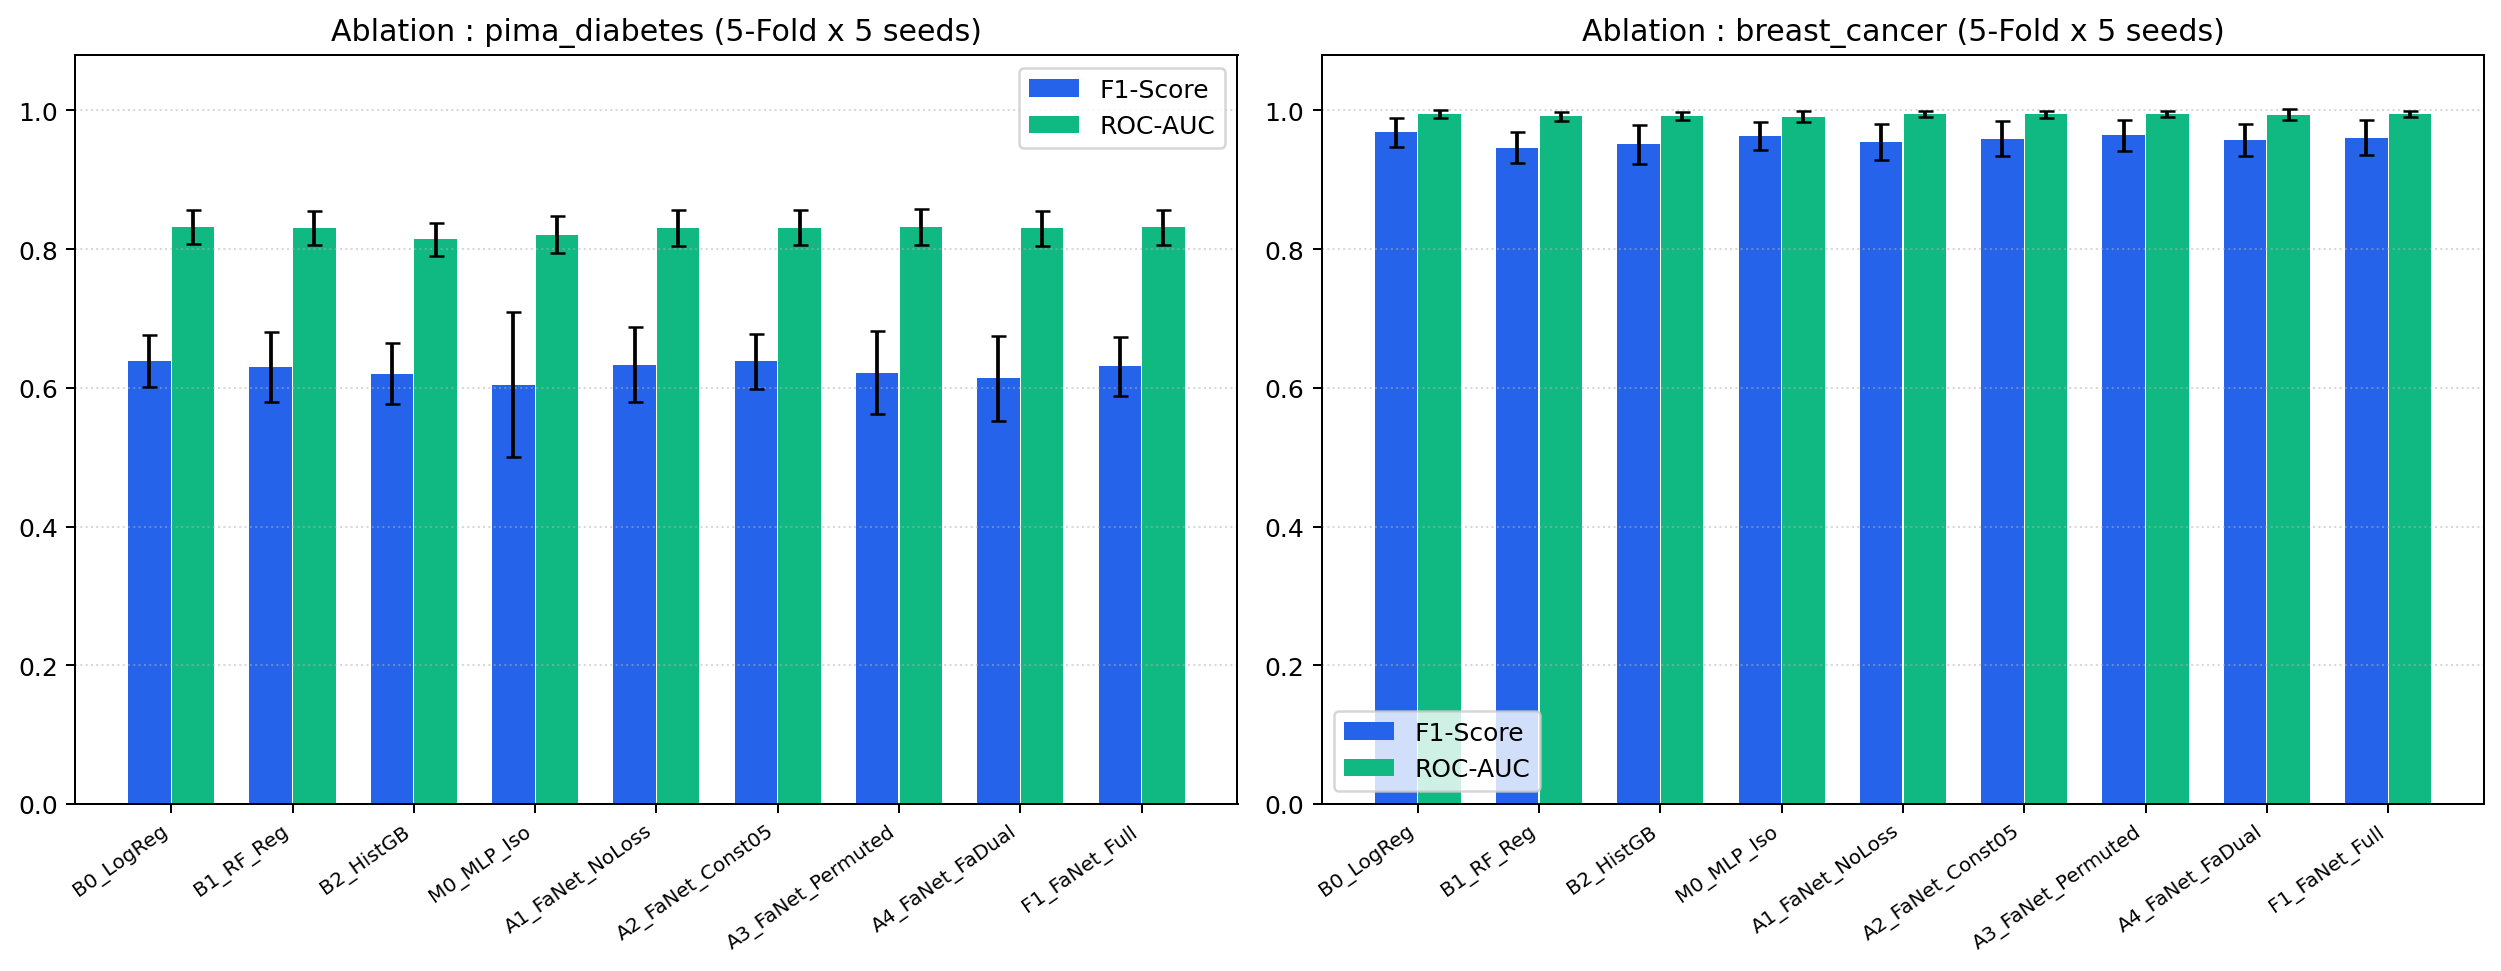 Ablation : pima_diabetes (5-Fold x 5 seeds)
F1-Score
ROC-AUC
1.0
0.8
0.6
0.4
0.2
0.0
B0_LogReg
B1_RF_Reg
B2_HistGB
M0_MLP_Iso
A1_FaNet_NoLoss
A2_FaNet_Const05
A3_FaNet_Permuted
A4_FaNet_FaDual
F1_FaNet_Full
Ablation : breast_cancer (5-Fold x 5 seeds)
1.0
0.8
0.6
0.4
0.2
0.0
F1-Score
ROC-AUC
B0_LogReg
B1_RF_Reg
B2_HistGB
M0_MLP_Iso
A1_FaNet_NoLoss
A2_FaNet_Const05
A3_FaNet_Permuted
A4_FaNet_FaDual
F1_FaNet_Full